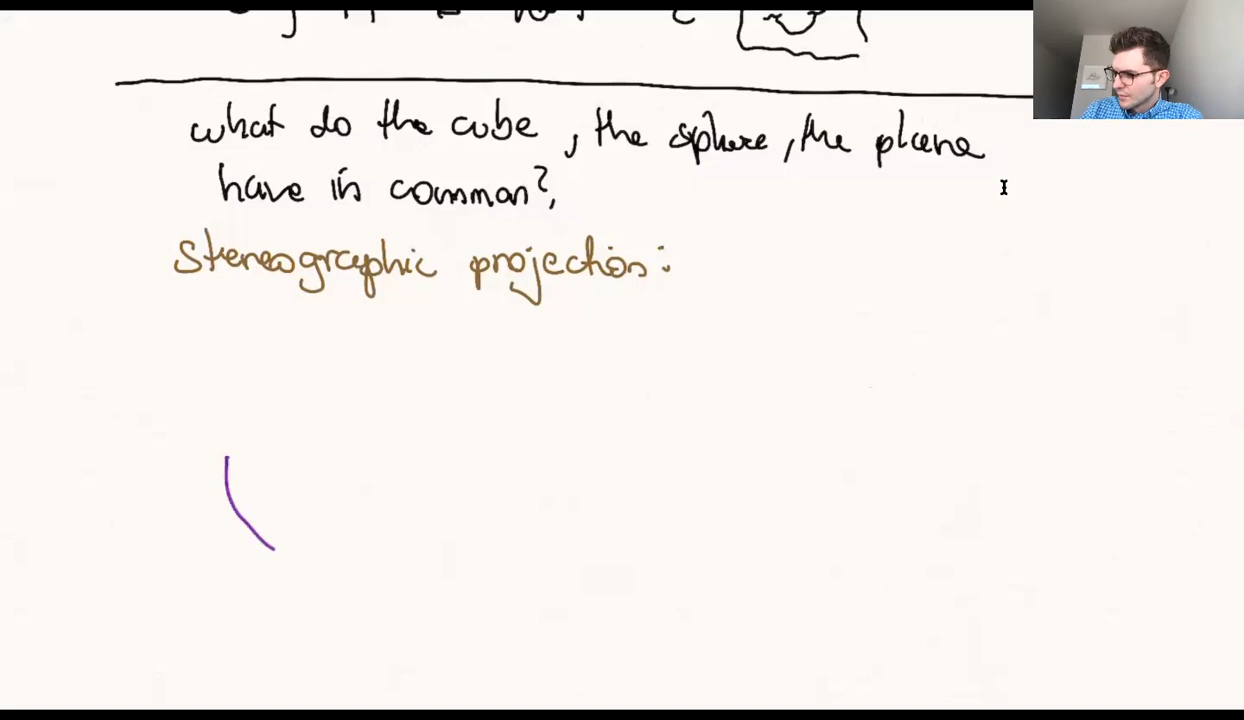 what do the cube, the sphere, the plane
have in common?,
Stereographic projection: